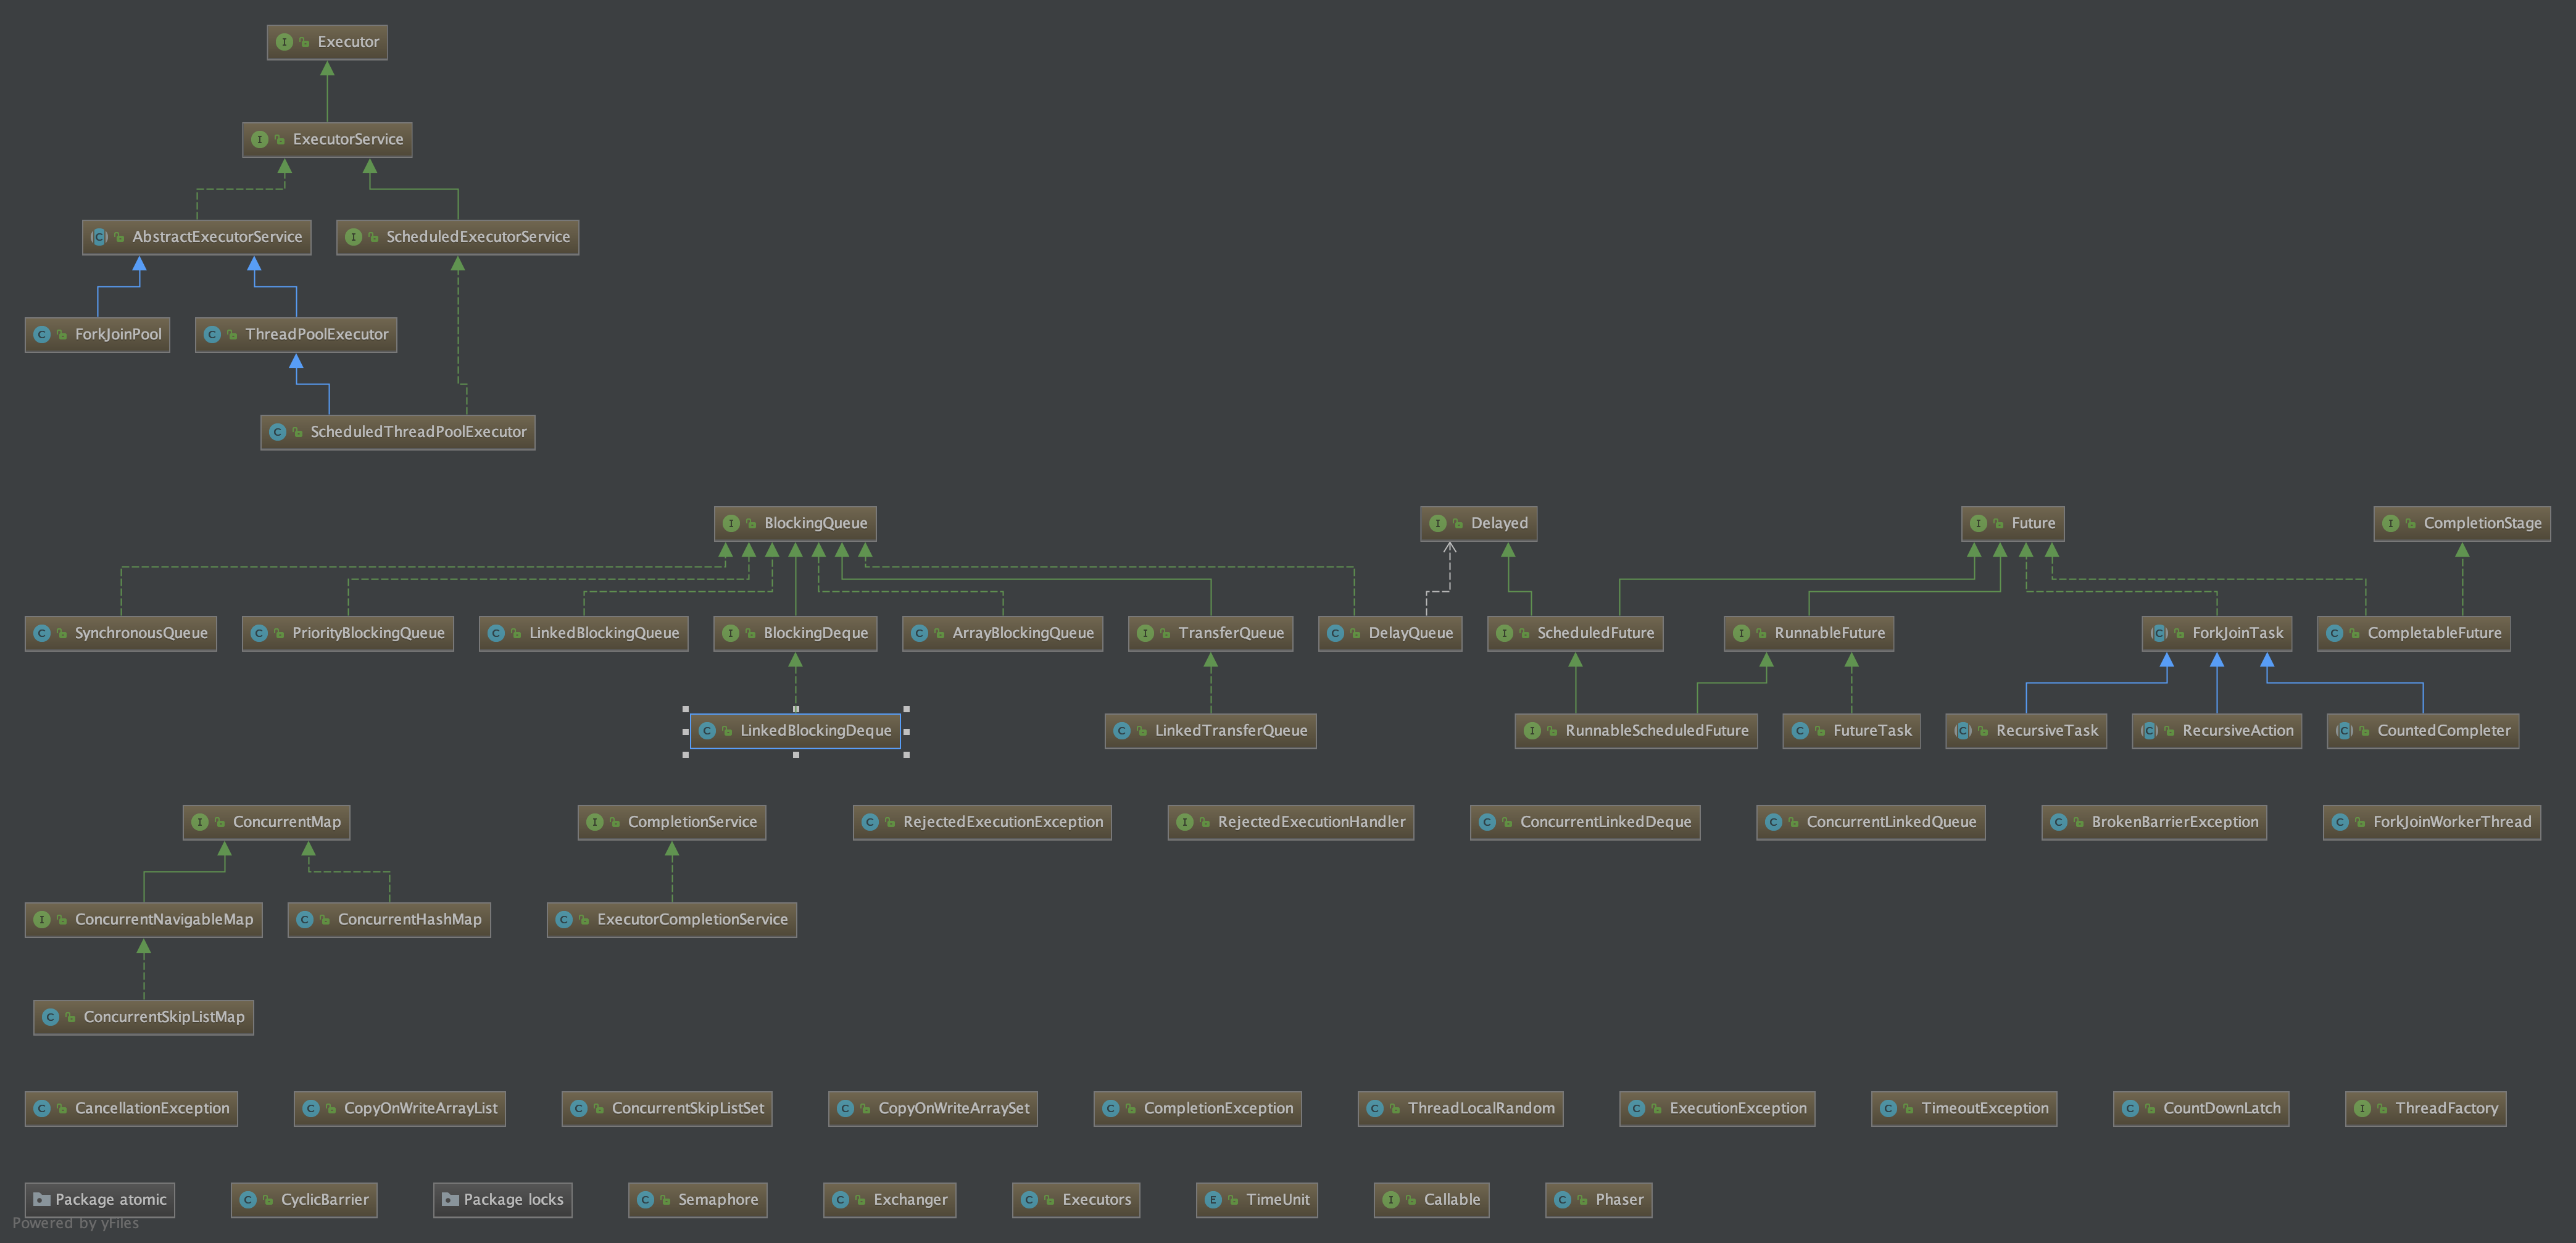 Executor
ExecutorService
AbstractExecutorService
ScheduledExecutorService
ForkJoinPool
ThreadPoolExecutor
ScheduledThreadPoolExecutor
BlockingQueue
Delayed
Future
CompletionStage
SynchronousQueue
PriorityBlockingQueue
LinkedBlockingQueue
BlockingDeque
ArrayBlockingQueue
TransferQueue
DelayQueue
ScheduledFuture
RunnableFuture
ForkJoinTask
CompletableFuture
LinkedBlockingDeque
LinkedTransferQueue
RunnableScheduledFuture
FutureTask
RecursiveTask
RecursiveAction
CountedCompleter
ConcurrentMap
CompletionService
RejectedExecutionException
RejectedExecutionHandler
ConcurrentLinkedDeque
ConcurrentLinkedQueue
BrokenBarrierException
ForkJoinWorkerThread
ConcurrentNavigableMap
ConcurrentHashMap
ExecutorCompletionService
ConcurrentSkipListMap
CancellationException
CopyOnWriteArrayList
ConcurrentSkipListSet
CopyOnWriteArraySet
CompletionException
ThreadLocalRandom
ExecutionException
TimeoutException
CountDownLatch
ThreadFactory
Package atomic
CyclicBarrier
Package locks
Semaphore
Exchanger
Executors
TimeUnit
Callable
Phaser
Powered by yFiles